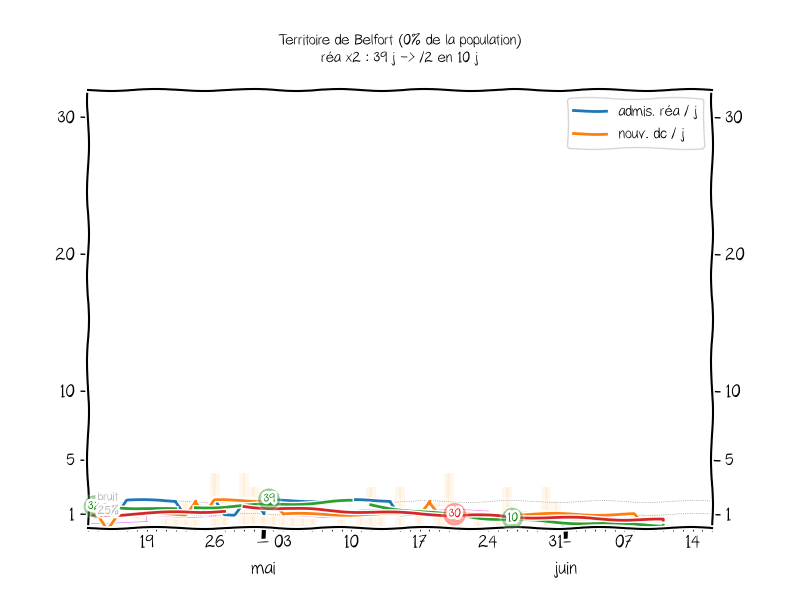 Territoire de Belfort (0% de la population)
réa x2 : 39 j -> /2 en 10 j
admis. réa / j
nouv. dc / j
30
30
20
20
10
10
5
5
1
1
bruit
25%
39
30
10
19 26 03 10 17 24 31 07 14
mai juin